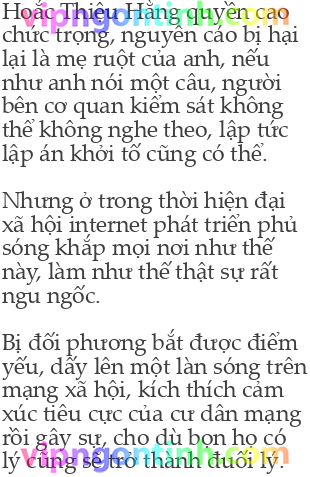 Hoắc Thiệu Hằng quyền cao
chức trọng, nguyên cáo bị hại
lại là mẹ ruột của anh, nếu
như anh nói một câu, người
bên cơ quan kiểm sát không
thể không nghe theo, lập tức
lập án khởi tố cũng có thể.
Nhưng ở trong thời hiện đại
xã hội internet phát triển phủ
sóng khắp mọi nơi như thế
này, làm như thế thật sự rất
ngu ngốc.
Bị đối phương bắt được điểm
yếu, dấy lên một làn sóng trên
mạng xã hội, kích thích cảm
xúc tiêu cực của cư dân mạng
rồi gây sự, cho dù bọn họ có
lý cũng sẽ trở thành đuối lý.
vipngontinh.com
vipngontinh.com